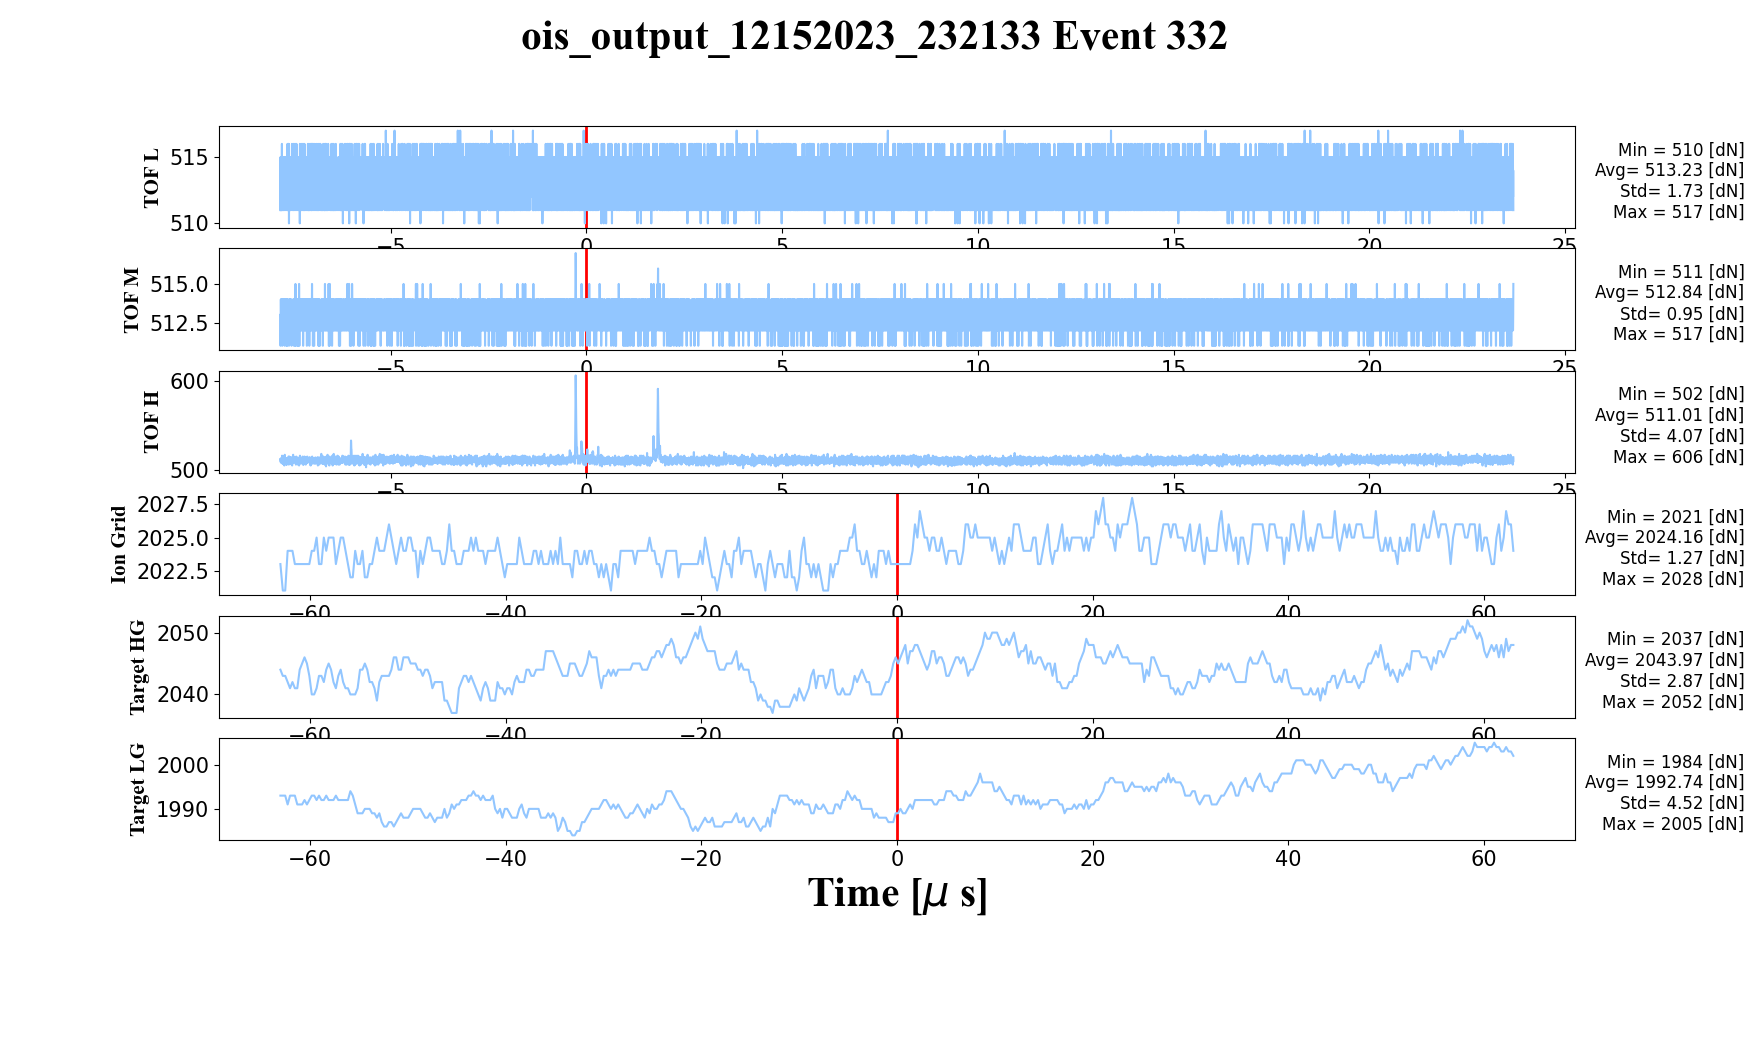 ois_output_12152023_232133 Event 332
TOF L
515
510
−5
0
5
10
15
20
25
Min = 510 [dN]
Avg= 513.23 [dN]
Std= 1.73 [dN]
Max = 517 [dN]
TOF M
515.0
512.5
−5
0
5
10
15
20
25
Min = 511 [dN]
Avg= 512.84 [dN]
Std= 0.95 [dN]
Max = 517 [dN]
TOF H
600
500
−5
0
5
10
15
20
25
Min = 502 [dN]
Avg= 511.01 [dN]
Std= 4.07 [dN]
Max = 606 [dN]
Ion Grid
2027.5
2025.0
2022.5
−60
−40
−20
0
20
40
60
Min = 2021 [dN]
Avg= 2024.16 [dN]
Std= 1.27 [dN]
Max = 2028 [dN]
Target HG
2050
2040
−60
−40
−20
0
20
40
60
Min = 2037 [dN]
Avg= 2043.97 [dN]
Std= 2.87 [dN]
Max = 2052 [dN]
Target LG
2000
1990
−60
−40
−20
0
20
40
60
Min = 1984 [dN]
Avg= 1992.74 [dN]
Std= 4.52 [dN]
Max = 2005 [dN]
Time [μ s]